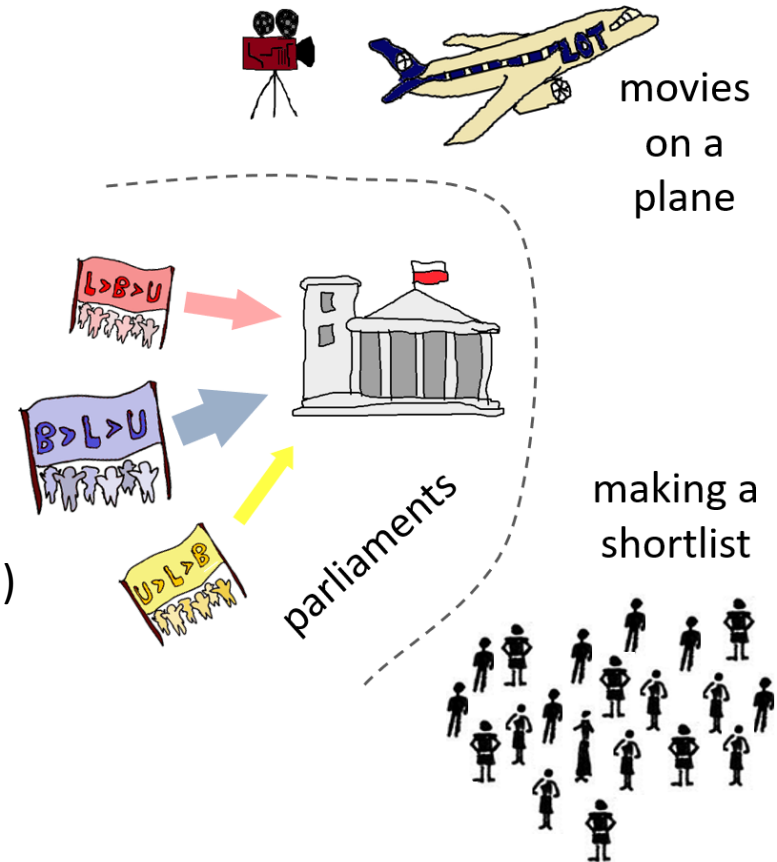 LOT
movies
on a
plane
L>B>U
B>L>U
U>L>B
parliaments
making a
shortlist
)